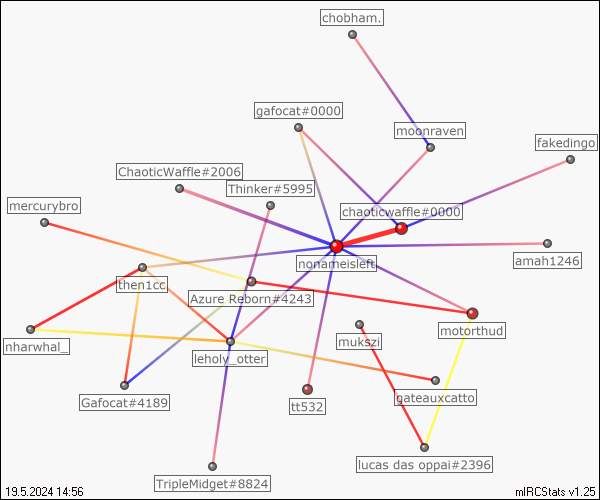 chobham.
gafocat#0000
moonraven
fakedingo
ChaoticWaffle#2006
Thinker#5995
mercurybro
chaoticwaffle#0000
nonameisleft
amah1246
then1cc.
Azure Reborn#4243
motorthud
mukszi
nharwhal_
leholy_otter
gateauxcatto
Gafocat#4189
tt532
lucas das oppai#2396
TripleMidget#8824
19.5.2024 14:56
mIRCStats v1.25